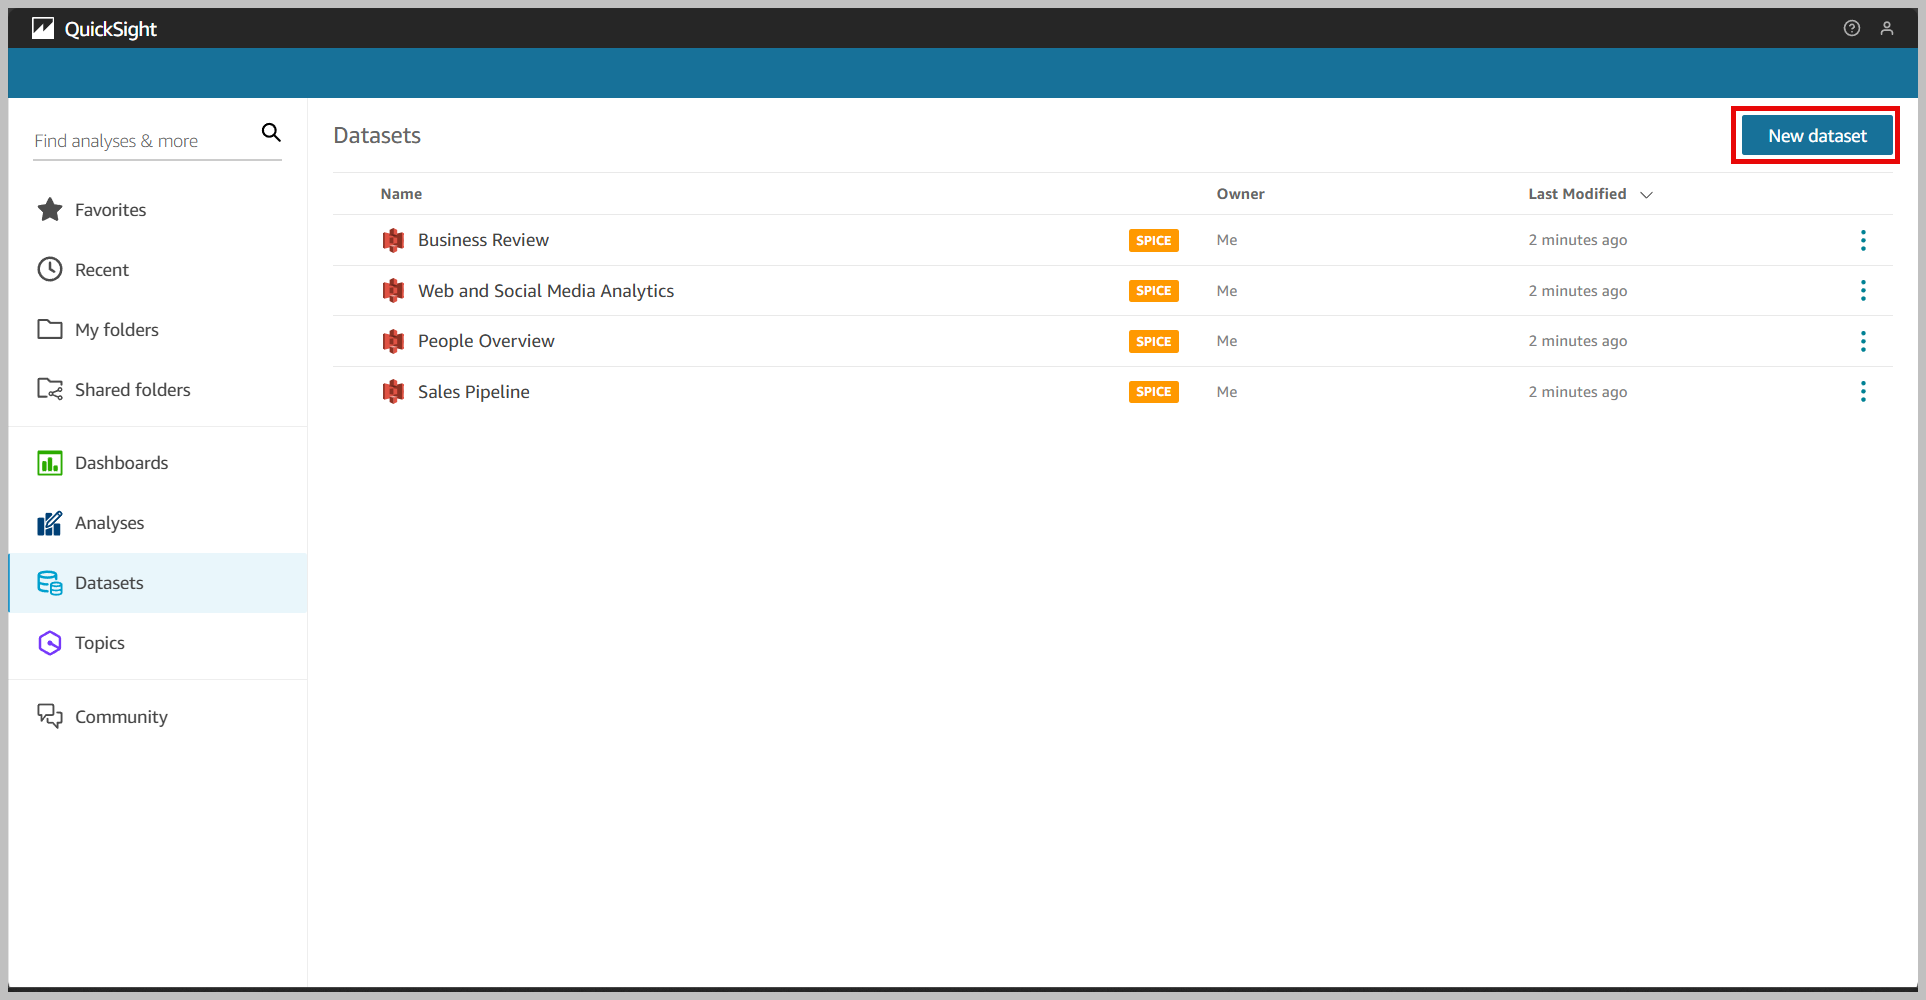 QuickSight
Find analyses & more
Favorites
Recent
My folders
Shared folders
Dashboards
Analyses
Datasets
Topics
Community
Datasets
New dataset
Name Owner Last Modified
Business Review SPICE Me 2 minutes ago
Web and Social Media Analytics SPICE Me 2 minutes ago
People Overview SPICE Me 2 minutes ago
Sales Pipeline SPICE Me 2 minutes ago